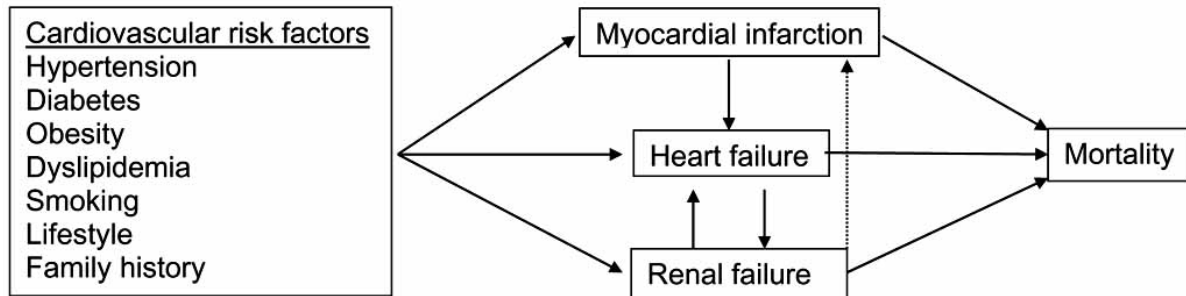 Cardiovascular risk factors
Hypertension
Diabetes
Obesity
Dyslipidemia
Smoking
Lifestyle
Family history
Myocardial infarction
Heart failure
Renal failure
Mortality